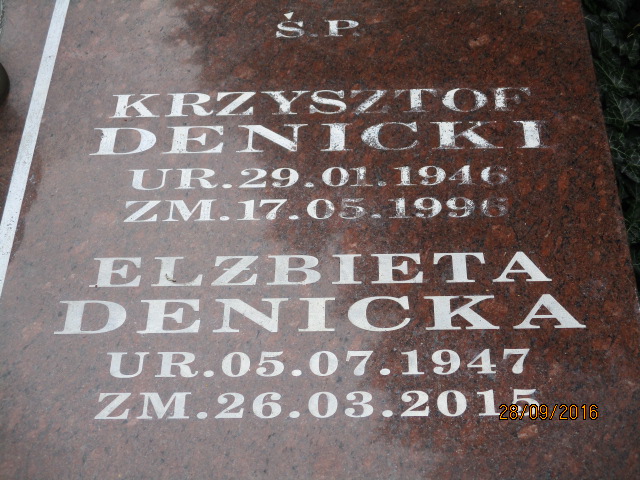 Ś.P.
KRZYSZTOF
DENICKI
UR.29.01.1946
ZM.17.05.1996
ELZBIETA
DENICKA
UR.05.07.1947
ZM.26.03.2015
28/09/2016